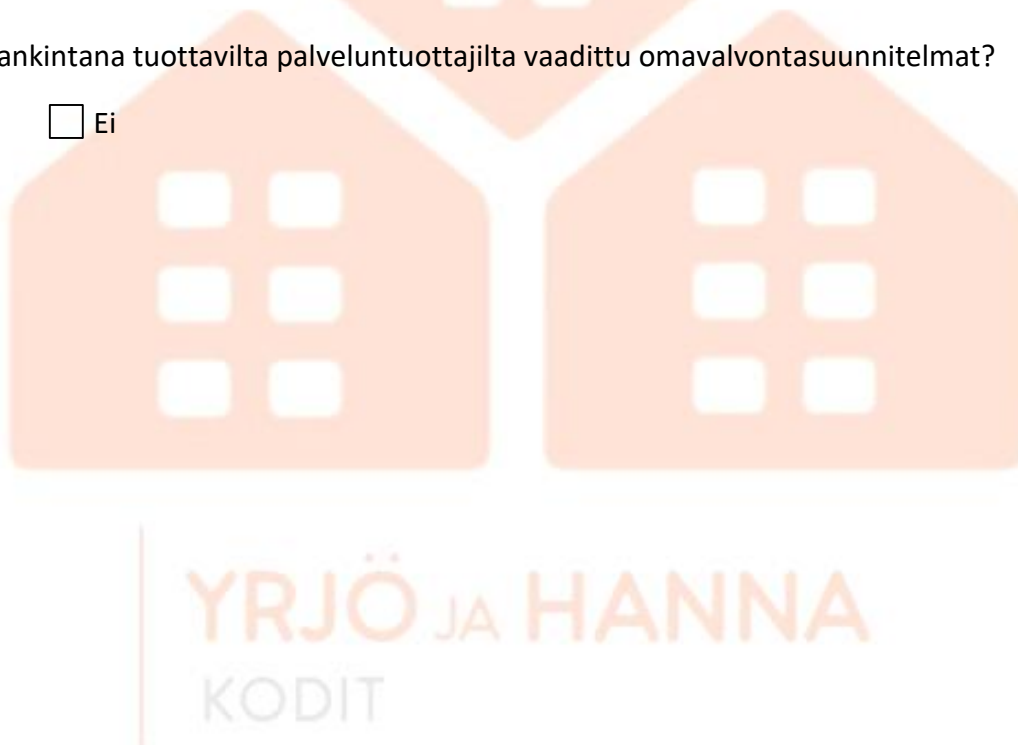 ankintana tuottavilta palveluntuottajilta vaadittu omavalvontasuunnitelmat?
Ei
YRJÖ JA HANNA
KODIT